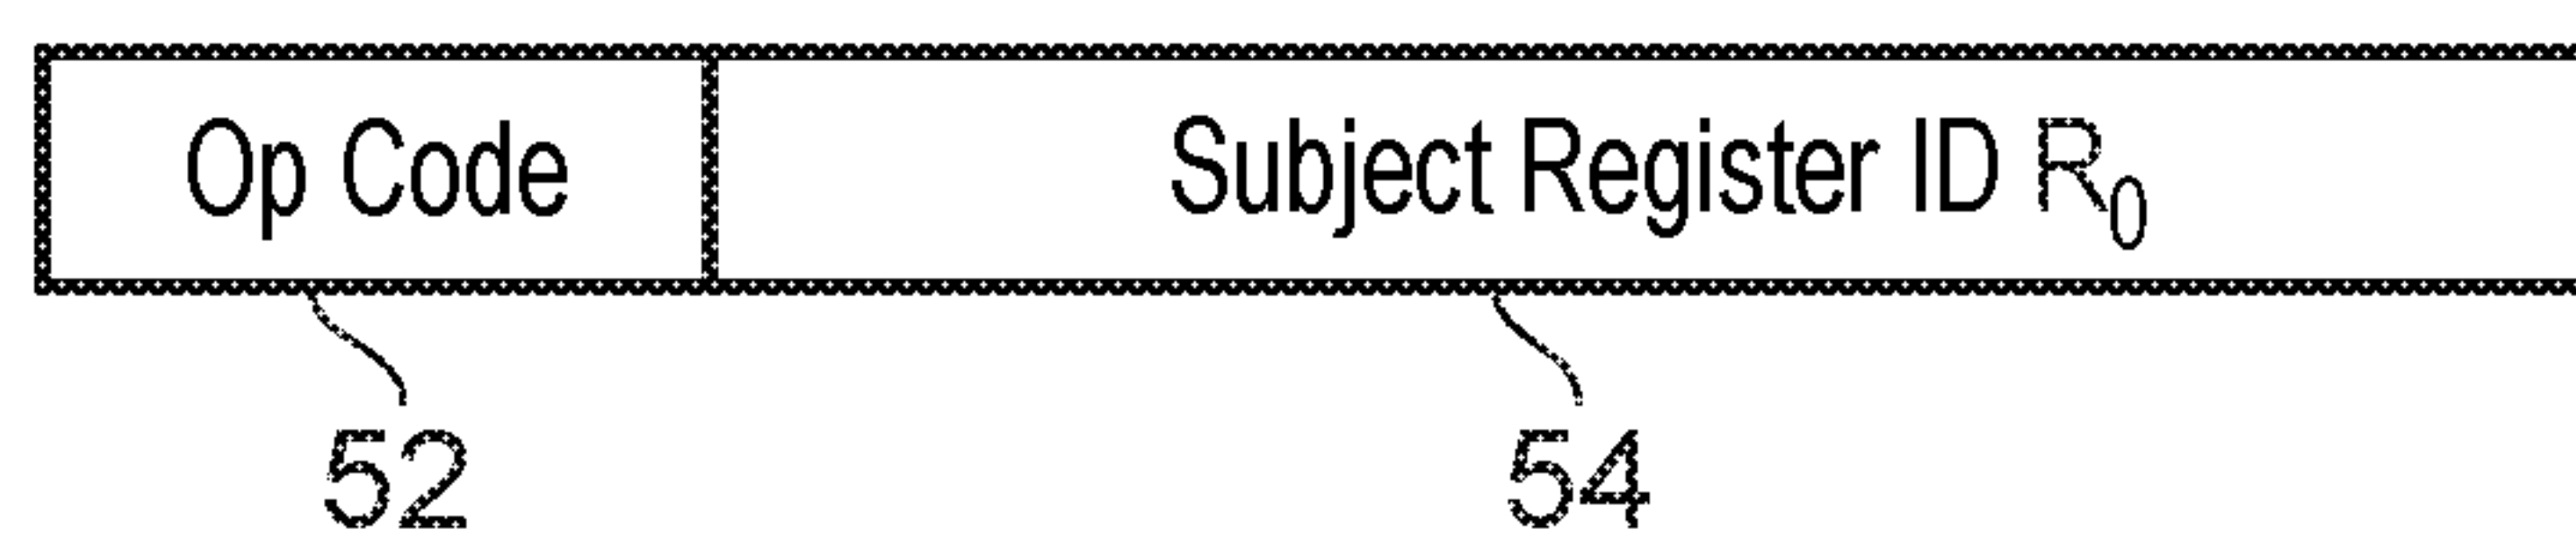 Op Code Subject Register ID R₀
52 54